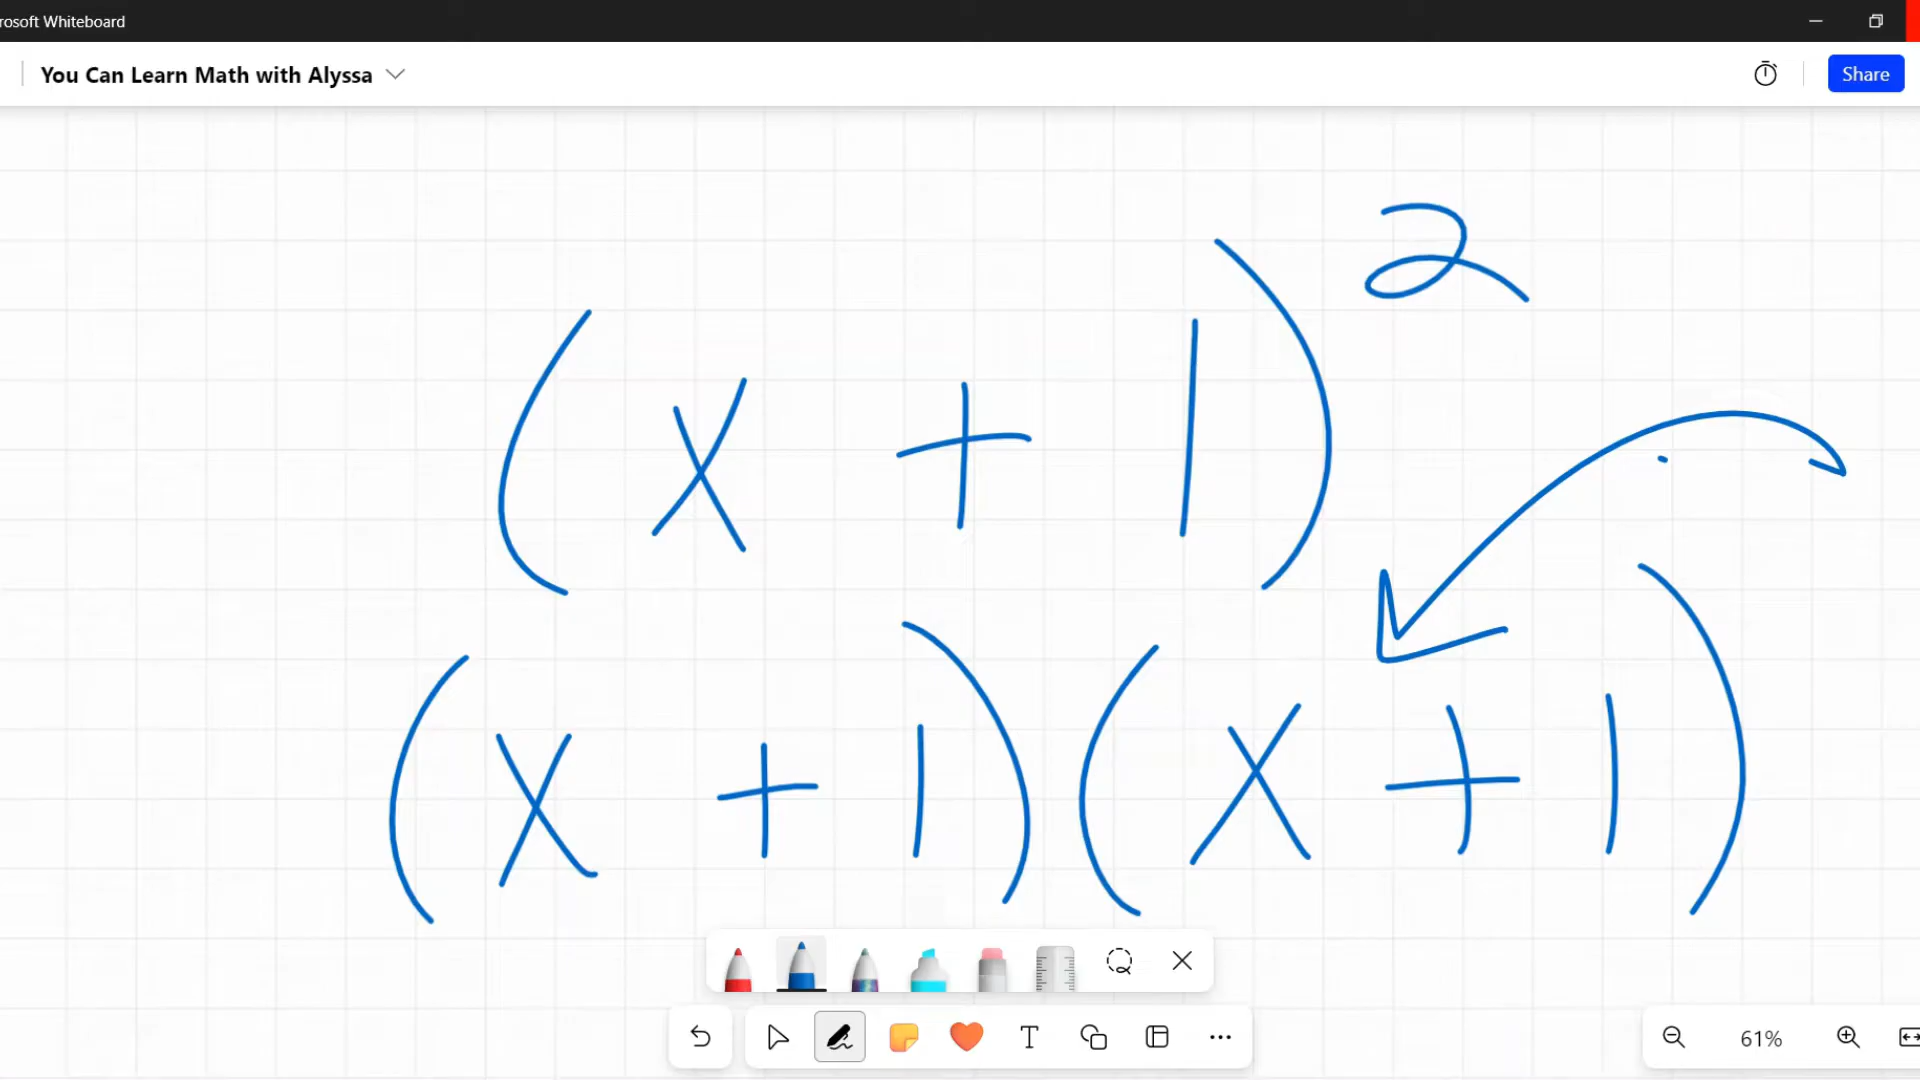 rosoft Whiteboard
You Can Learn Math with Alyssa
Share
(x + 1)²
(x + 1)(x + 1)
T
61%